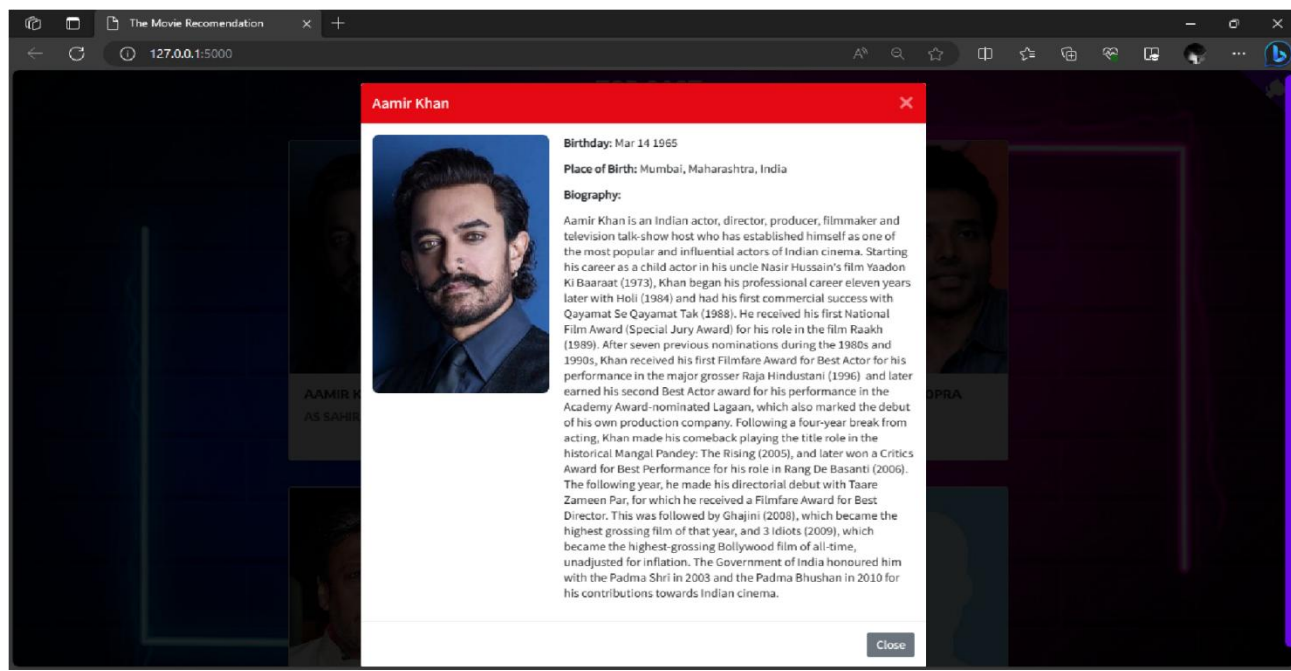 The Movie Recomendation
127.0.0.1:5000
Aamir Khan
Birthday: Mar 14 1965
Place of Birth: Mumbai, Maharashtra, India
Biography:
Aamir Khan is an Indian actor, director, producer, filmmaker and
television talk-show host who has established himself as one of
the most popular and influential actors of Indian cinema. Starting
his career as a child actor in his uncle Nasir Hussain's film Yaadon
Ki Baaraat (1973), Khan began his professional career eleven years
later with Holi (1984) and had his first commercial success with
Qayamat Se Qayamat Tak (1988). He received his first National
Film Award (Special Jury Award) for his role in the film Raakh
(1989). After seven previous nominations during the 1980s and
1990s, Khan received his first Filmfare Award for Best Actor for his
performance in the major grosser Raja Hindustani (1996) and later
earned his second Best Actor award for his performance in the
Academy Award-nominated Lagaan, which also marked the debut
of his own production company. Following a four-year break from
acting, Khan made his comeback playing the title role in the
historical Mangal Pandey: The Rising (2005), and later won a Critics
Award for Best Performance for his role in Rang De Basanti (2006).
The following year, he made his directorial debut with Taare
Zameen Par, for which he received a Filmfare Award for Best
Director. This was followed by Ghajini (2008), which became the
highest grossing film of that year, and 3 Idiots (2009), which
became the highest-grossing Bollywood film of all-time,
unadjusted for inflation. The Government of India honoured him
with the Padma Shri in 2003 and the Padma Bhushan in 2010 for
his contributions towards Indian cinema.
Close
AAMIR K
AS SAHIR
OPRA